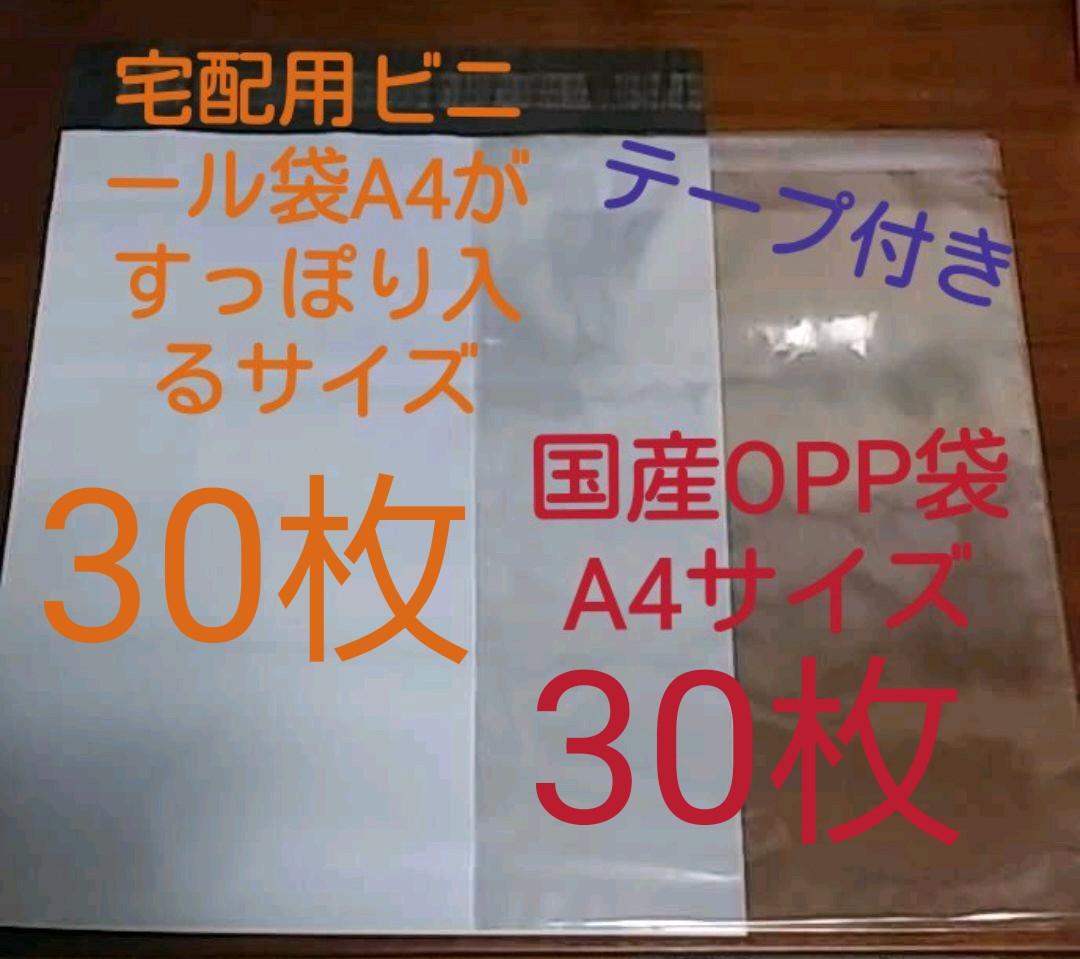 宅配用ビニ
ール袋A4が
すっぽり入
るサイズ
30枚
テープ付き
国産OPP袋
A4サイズ
30枚